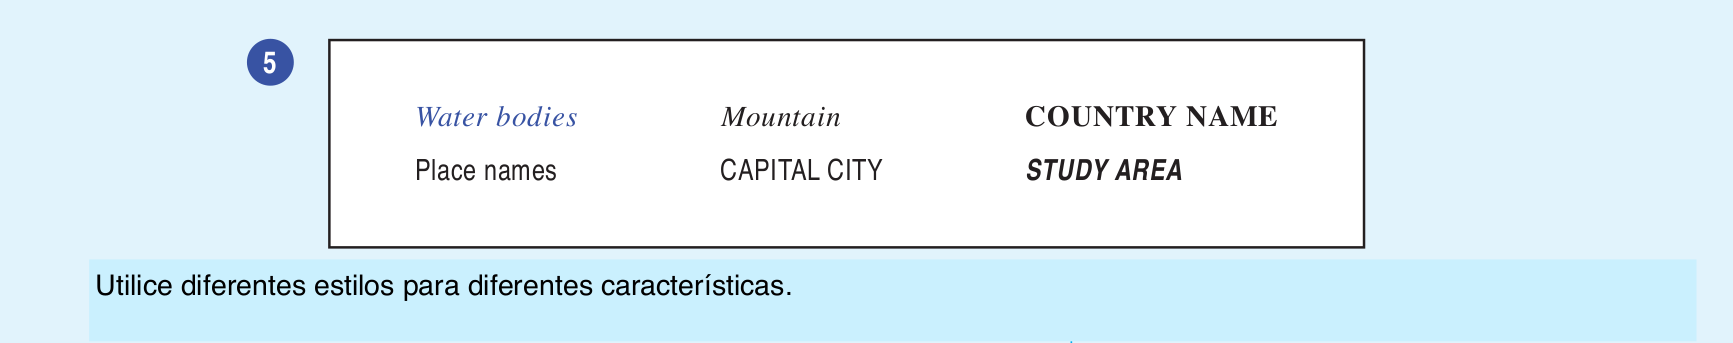 5
Water bodies Mountain COUNTRY NAME
Place names CAPITAL CITY STUDY AREA
Utilice diferentes estilos para diferentes características.